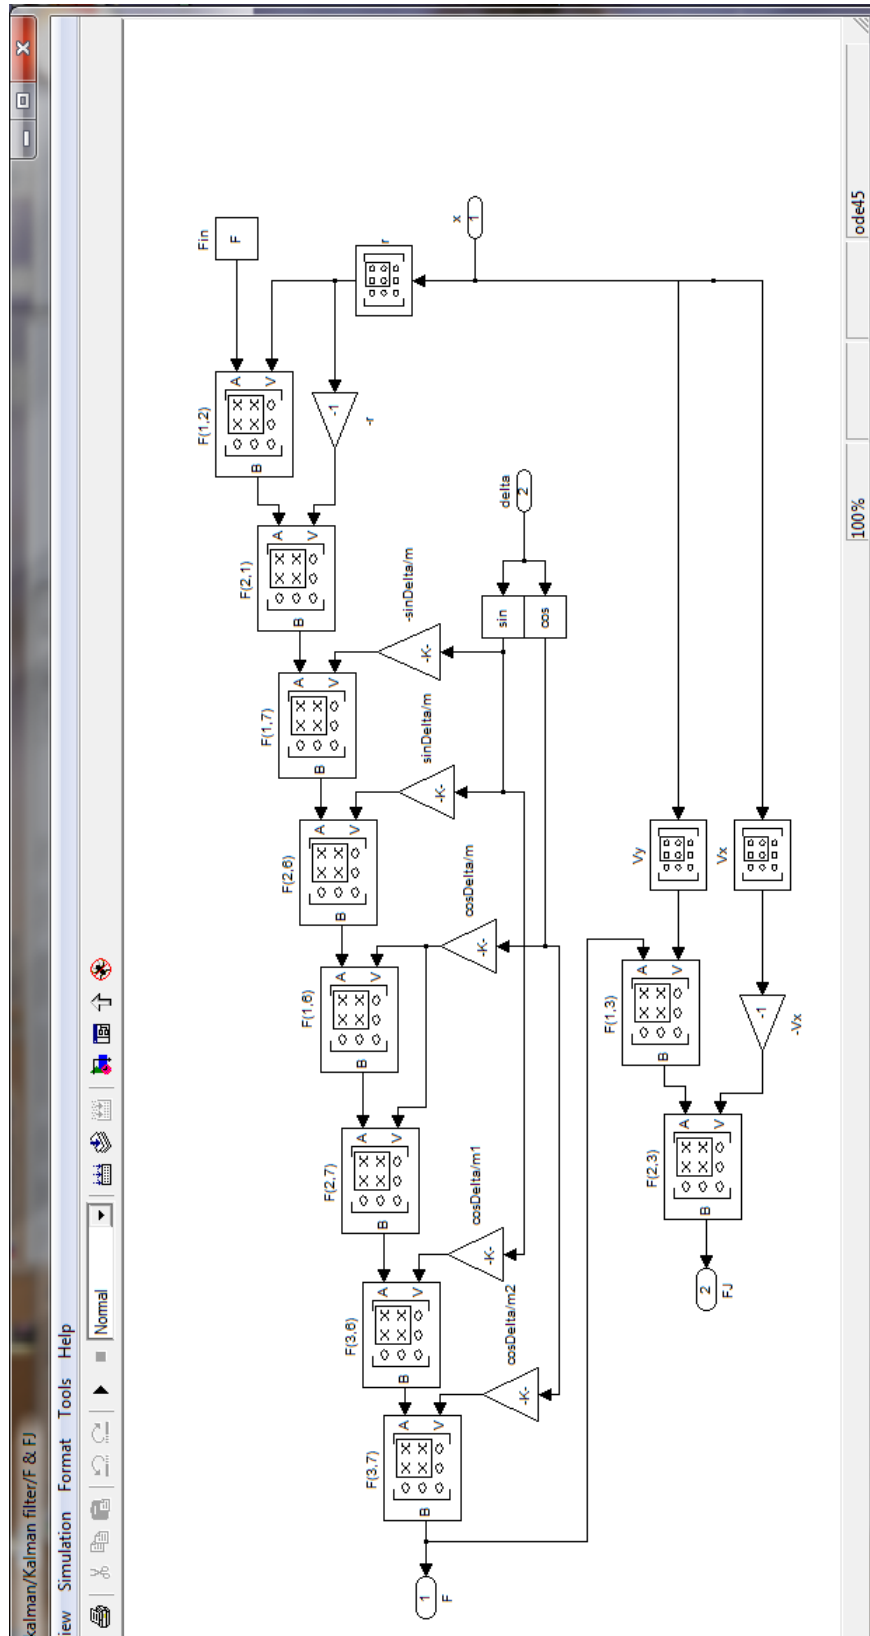 kalman/Kalman filter/F & FJ
iew Simulation Format Tools Help
Normal
Fin
F
F(1,2)
A
V
B
r
x
1
-1
-r
F(2,1)
A
V
B
delta
2
sin
cos
-sinDelta/m
-K-
F(1,7)
A
V
B
sinDelta/m
-K-
F(2,6)
A
V
B
cosDelta/m
-K-
F(1,6)
A
V
B
F(2,7)
A
V
B
cosDelta/m1
-K-
F(3,6)
A
V
B
cosDelta/m2
-K-
F(3,7)
A
V
B
1
F
Vy
Vx
F(1,3)
A
V
B
-1
-Vx
F(2,3)
A
V
B
2
FJ
100%
ode45